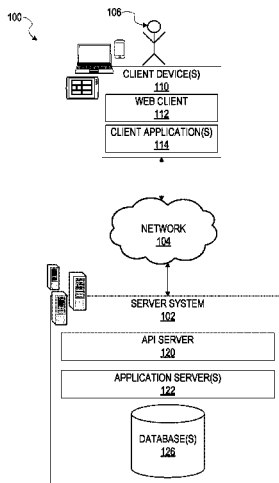 100
106
CLIENT DEVICE(S)
110
WEB CLIENT
112
CLIENT APPLICATION(S)
114
NETWORK
104
SERVER SYSTEM
102
API SERVER
120
APPLICATION SERVER(S)
122
DATABASE(S)
126